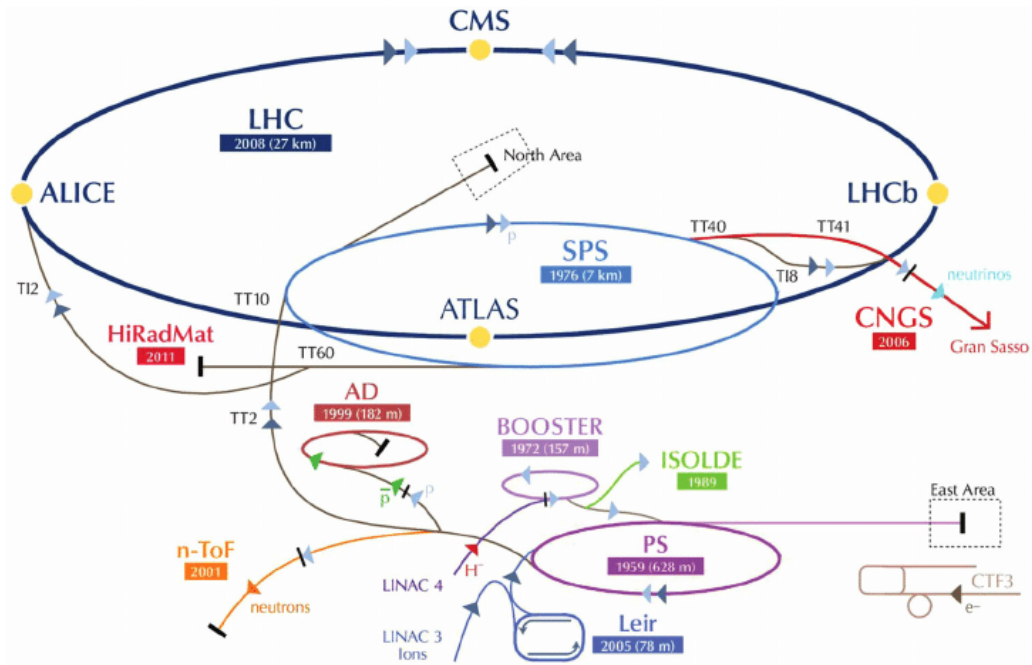 CMS
LHC
2008 (27 km)
North Area
ALICE
LHCb
TT40
TT41
p
SPS
1976 (7 km)
TI8
neutrinos
TI2
TT10
ATLAS
CNGS
2006
Gran Sasso
HiRadMat
2011
TT60
AD
1999 (182 m)
TT2
BOOSTER
1972 (157 m)
ISOLDE
1989
p̅
p
East Area
n-ToF
2001
PS
1959 (628 m)
H⁻
LINAC 4
neutrons
CTF3
e–
LINAC 3
Ions
Leir
2005 (78 m)